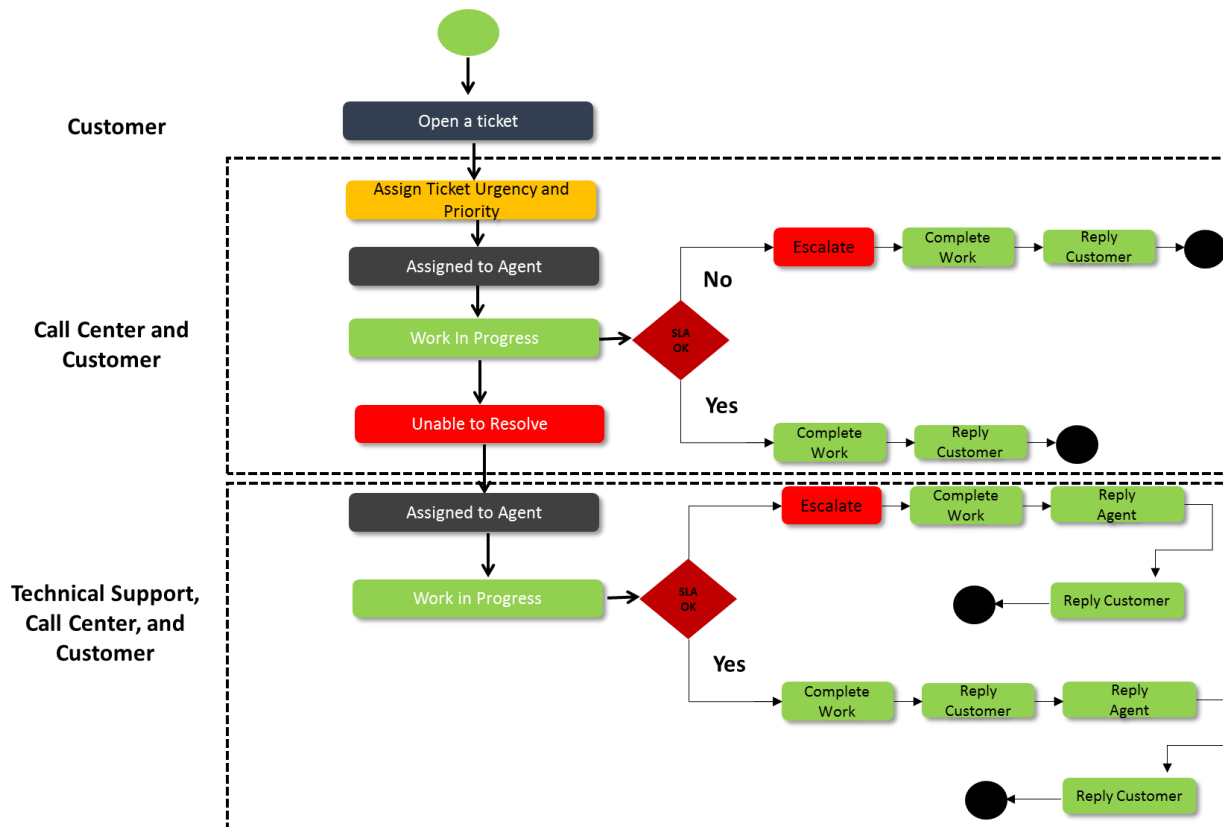 Customer
Open a ticket
Assign Ticket Urgency and
Priority
Assigned to Agent
Call Center and
Customer
Work In Progress
SLA
OK
No
Escalate
Complete
Work
Reply
Customer
Yes
Complete
Work
Reply
Customer
Unable to Resolve
Technical Support,
Call Center, and
Customer
Assigned to Agent
Work in Progress
SLA
OK
Escalate
Complete
Work
Reply
Agent
Reply Customer
Yes
Complete
Work
Reply
Customer
Reply
Agent
Reply Customer